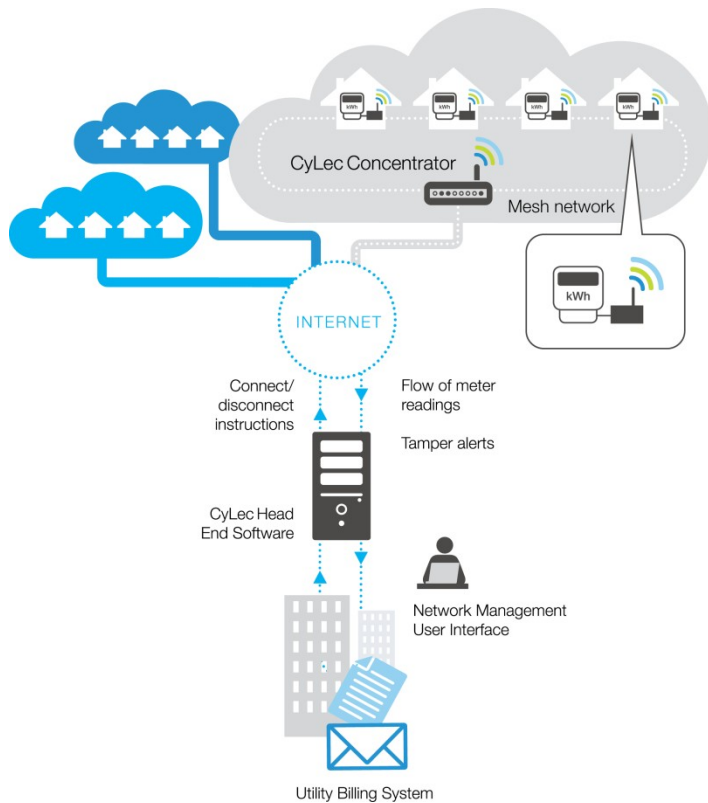 kWh
kWh
kWh
kWh
CyLec Concentrator
Mesh network
kWh
INTERNET
Connect/
disconnect
instructions
Flow of meter
readings
Tamper alerts
CyLec Head
End Software
Network Management
User Interface
Utility Billing System